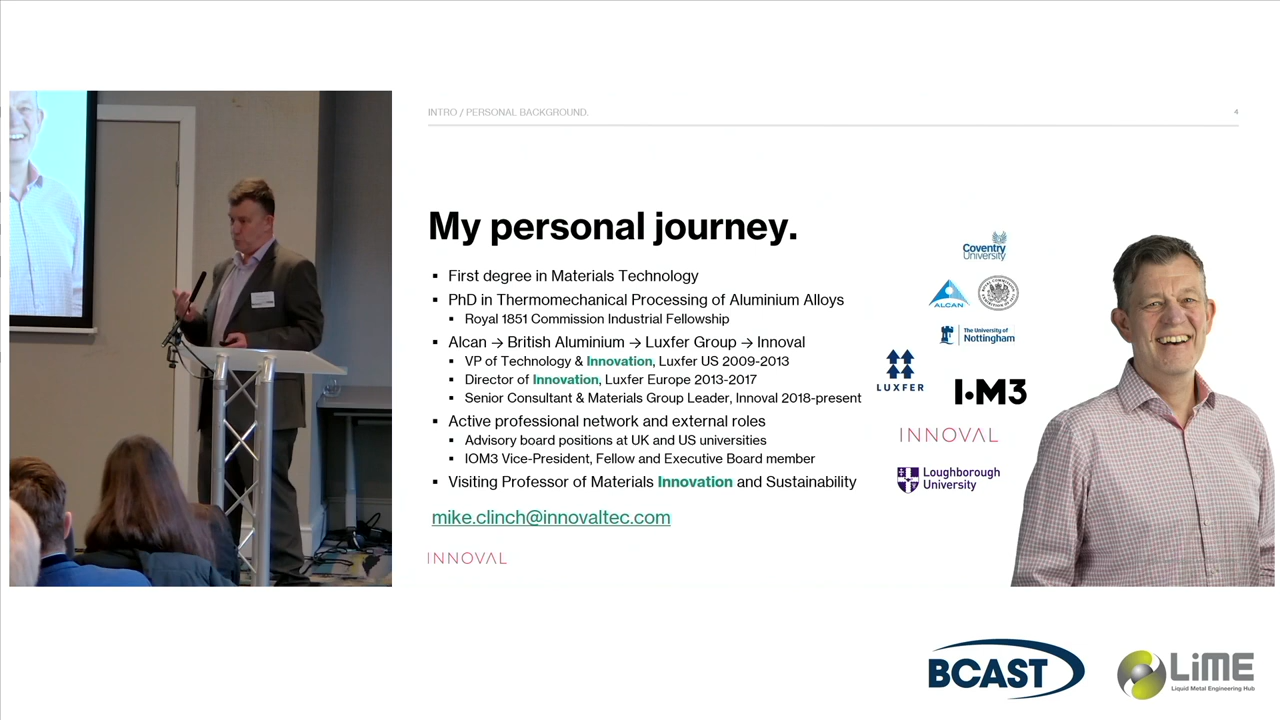 INTRO / PERSONAL BACKGROUND.
4
My personal journey.
▪ First degree in Materials Technology
▪ PhD in Thermomechanical Processing of Aluminium Alloys
▪ Royal 1851 Commission Industrial Fellowship
▪ Alcan → British Aluminium → Luxfer Group → Innoval
▪ VP of Technology & Innovation, Luxfer US 2009-2013
▪ Director of Innovation, Luxfer Europe 2013-2017
▪ Senior Consultant & Materials Group Leader, Innoval 2018-present
▪ Active professional network and external roles
▪ Advisory board positions at UK and US universities
▪ IOM3 Vice-President, Fellow and Executive Board member
▪ Visiting Professor of Materials Innovation and Sustainability
mike.clinch@innovaltec.com
INNOVAL
Coventry
University
ALCAN
The University of
Nottingham
LUXFER
I•M3
INNOVAL
Loughborough
University
BCAST
LiME
Liquid Metal Engineering Hub